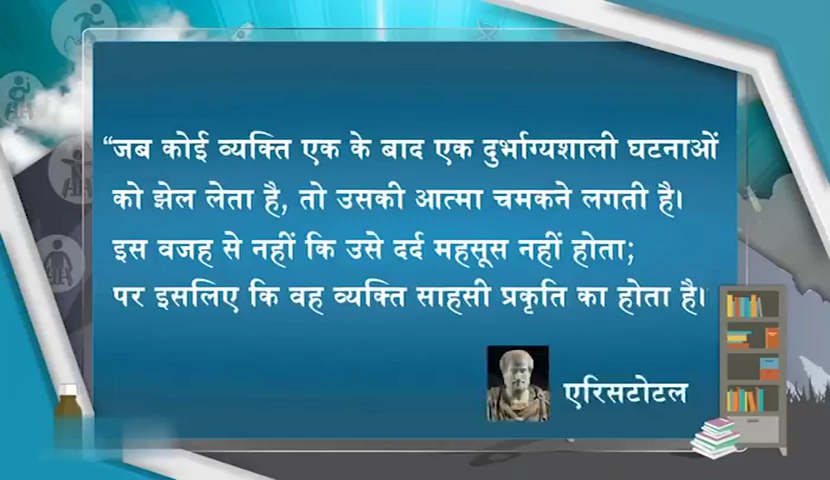 “जब कोई व्यक्ति एक के बाद एक दुर्भाग्यशाली घटनाओं
को झेल लेता है, तो उसकी आत्मा चमकने लगती है।
इस वजह से नहीं कि उसे दर्द महसूस नहीं होता;
पर इसलिए कि वह व्यक्ति साहसी प्रकृति का होता है।
एरिसटोटल